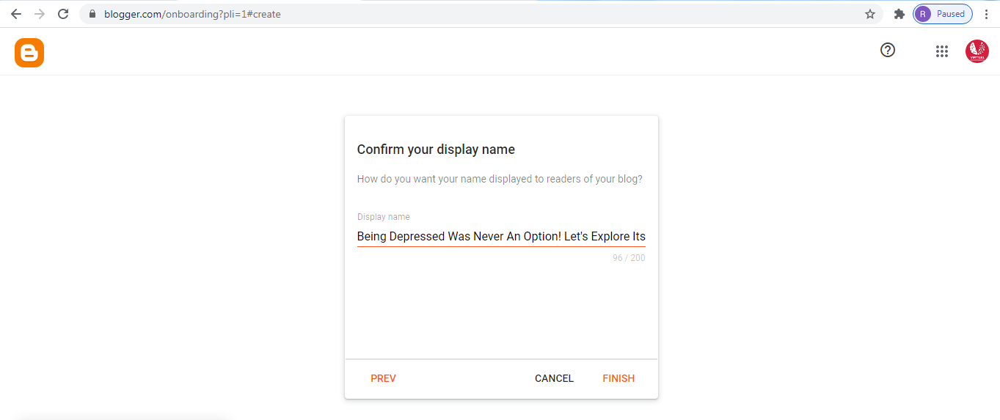 blogger.com/onboarding?pli=1#create
R Paused
VIRTUAL
Confirm your display name
How do you want your name displayed to readers of your blog?
Display name
Being Depressed Was Never An Option! Let's Explore Its
96 / 200
PREV CANCEL FINISH